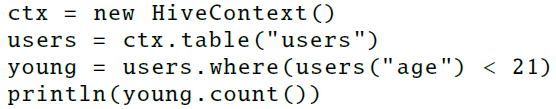 ctx = new HiveContext()
users = ctx.table("users")
young = users.where(users("age") < 21)
println(young.count())